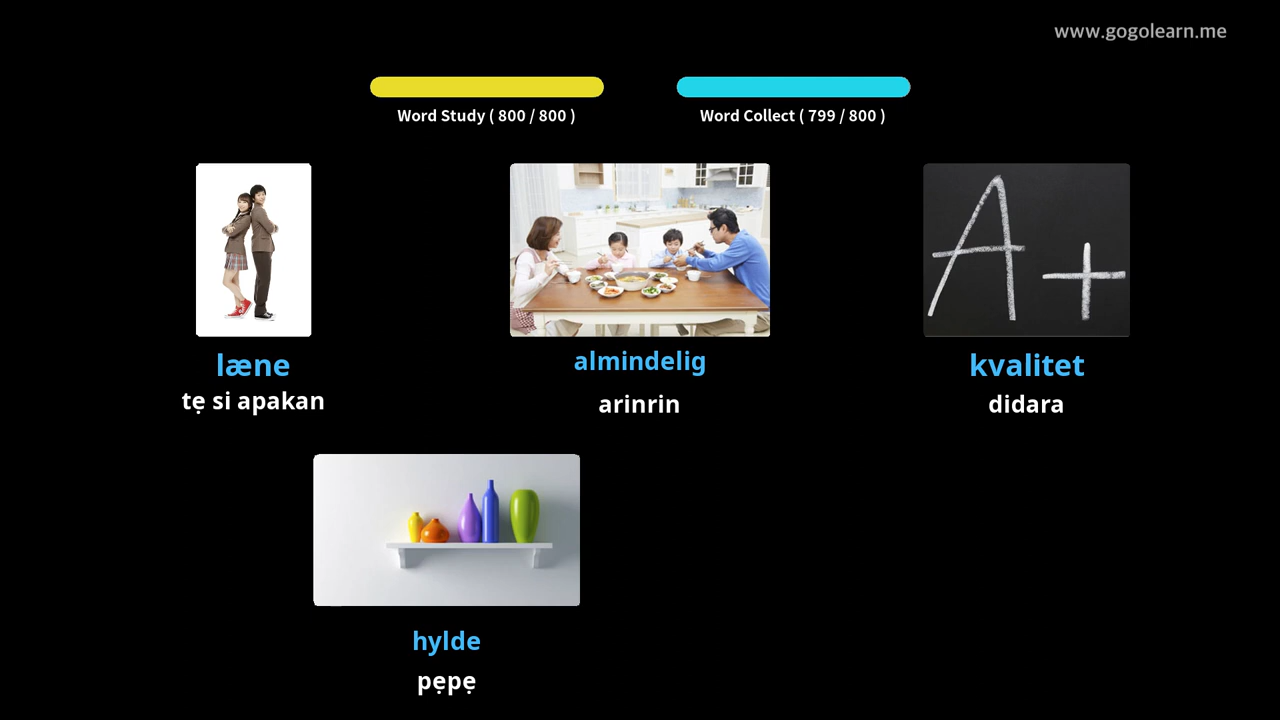 www.gogolearn.me
Word Study ( 800 / 800 )
Word Collect ( 799 / 800 )
læne
tẹ si apakan
almindelig
arinrin
A+
kvalitet
didara
hylde
pẹpẹ